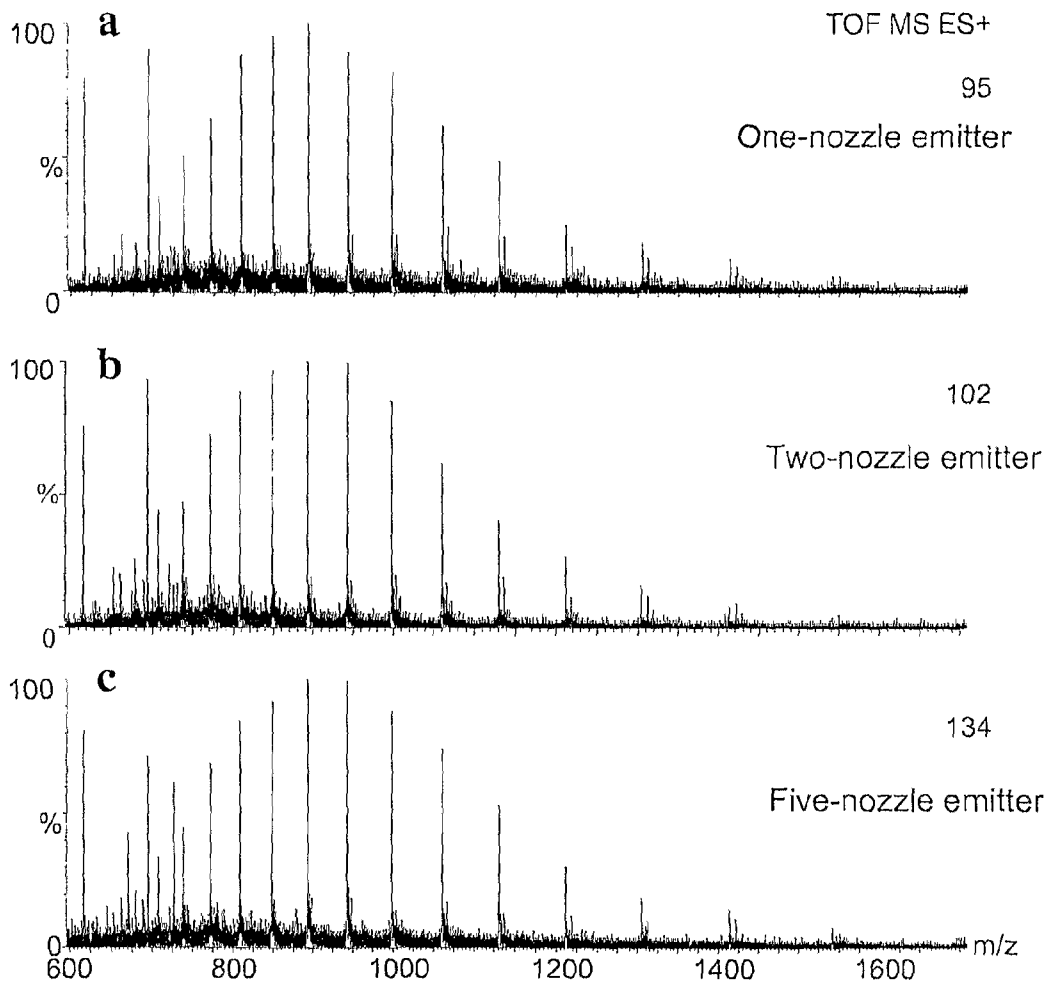 a
TOF MS ES+
100
95
One-nozzle emitter
%
0
b
100
102
Two-nozzle emitter
%
0
c
100
134
Five-nozzle emitter
%
0
m/z
600 800 1000 1200 1400 1600